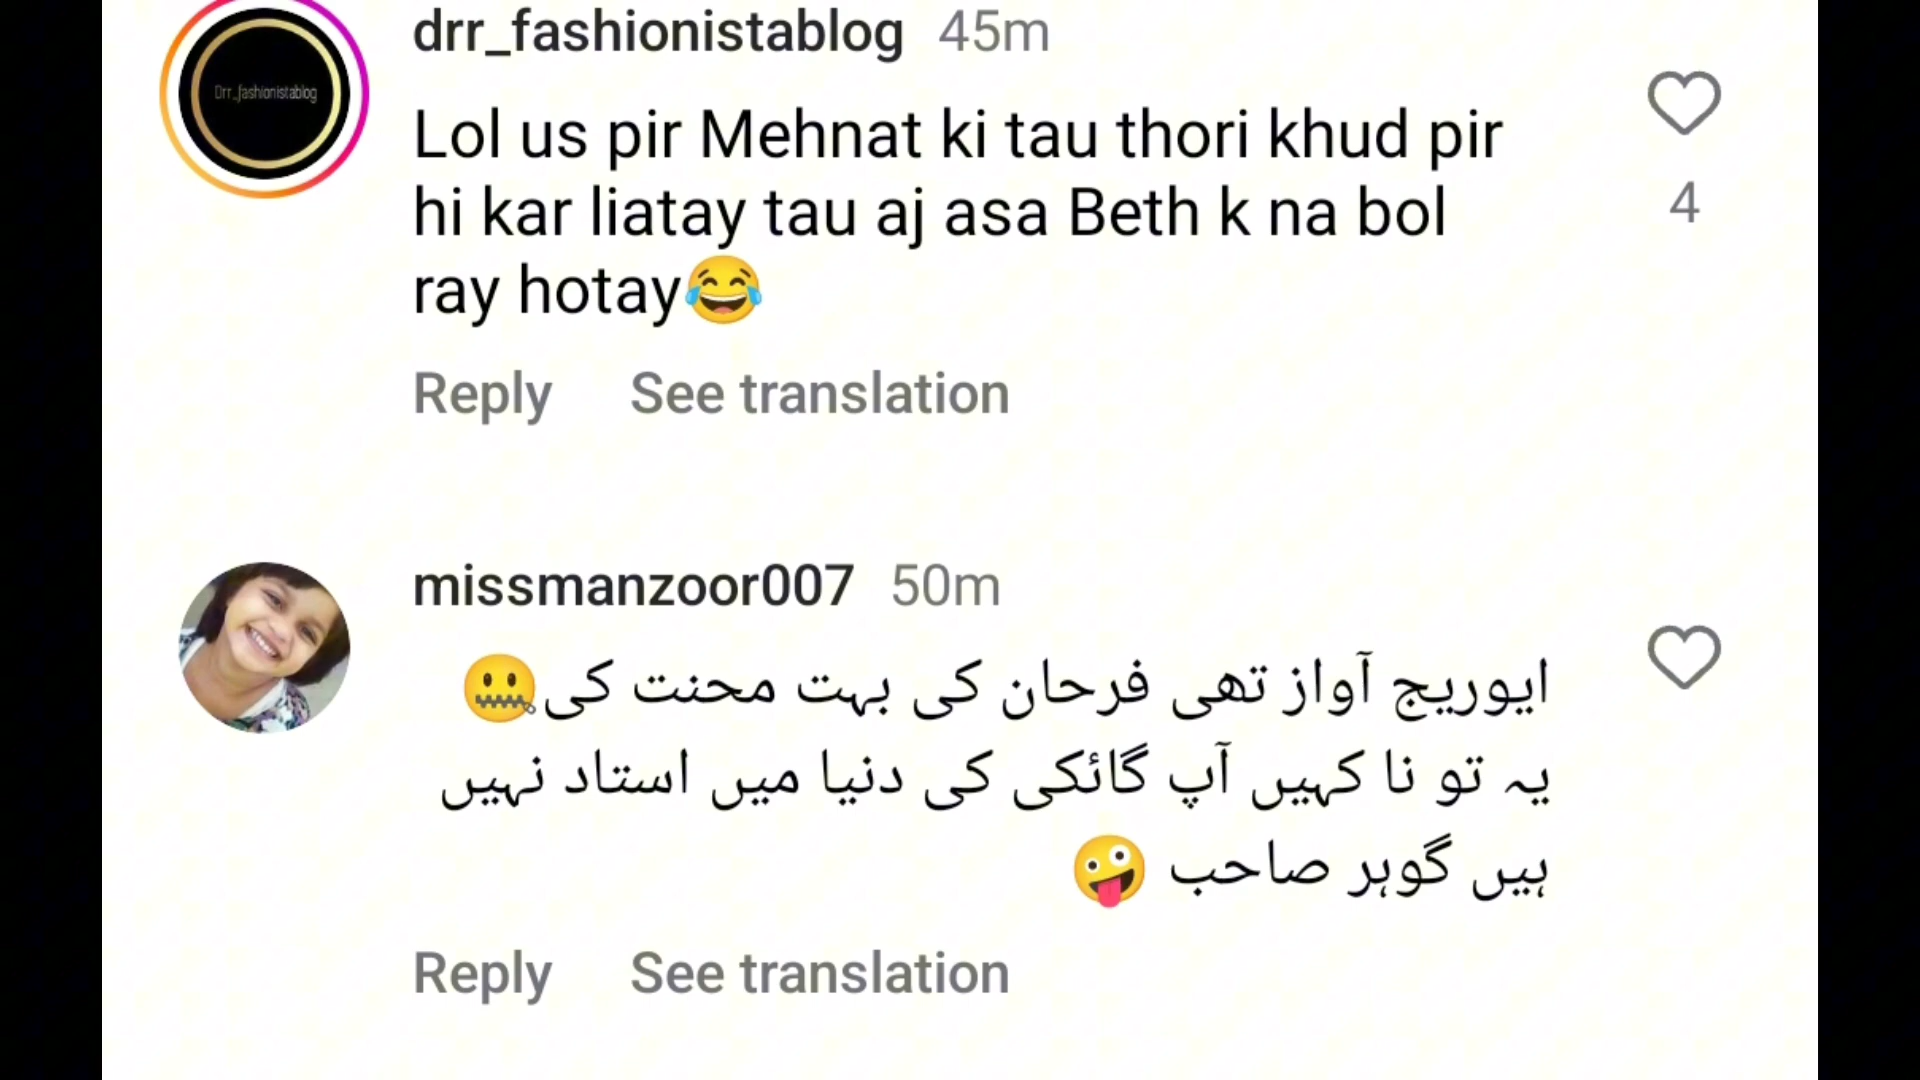 drr_fashionistablog 45m
Drr_fashionistablog
Lol us pir Mehnat ki tau thori khud pir
hi kar liatay tau aj asa Beth k na bol
ray hotay😂
4
Reply See translation
missmanzoor007 50m
ایوریج آواز تھی فرحان کی بہت محنت کی🤐
یہ تو نا کہیں آپ گائکی کی دنیا میں استاد نہیں
ہیں گوہر صاحب 🤪
Reply See translation